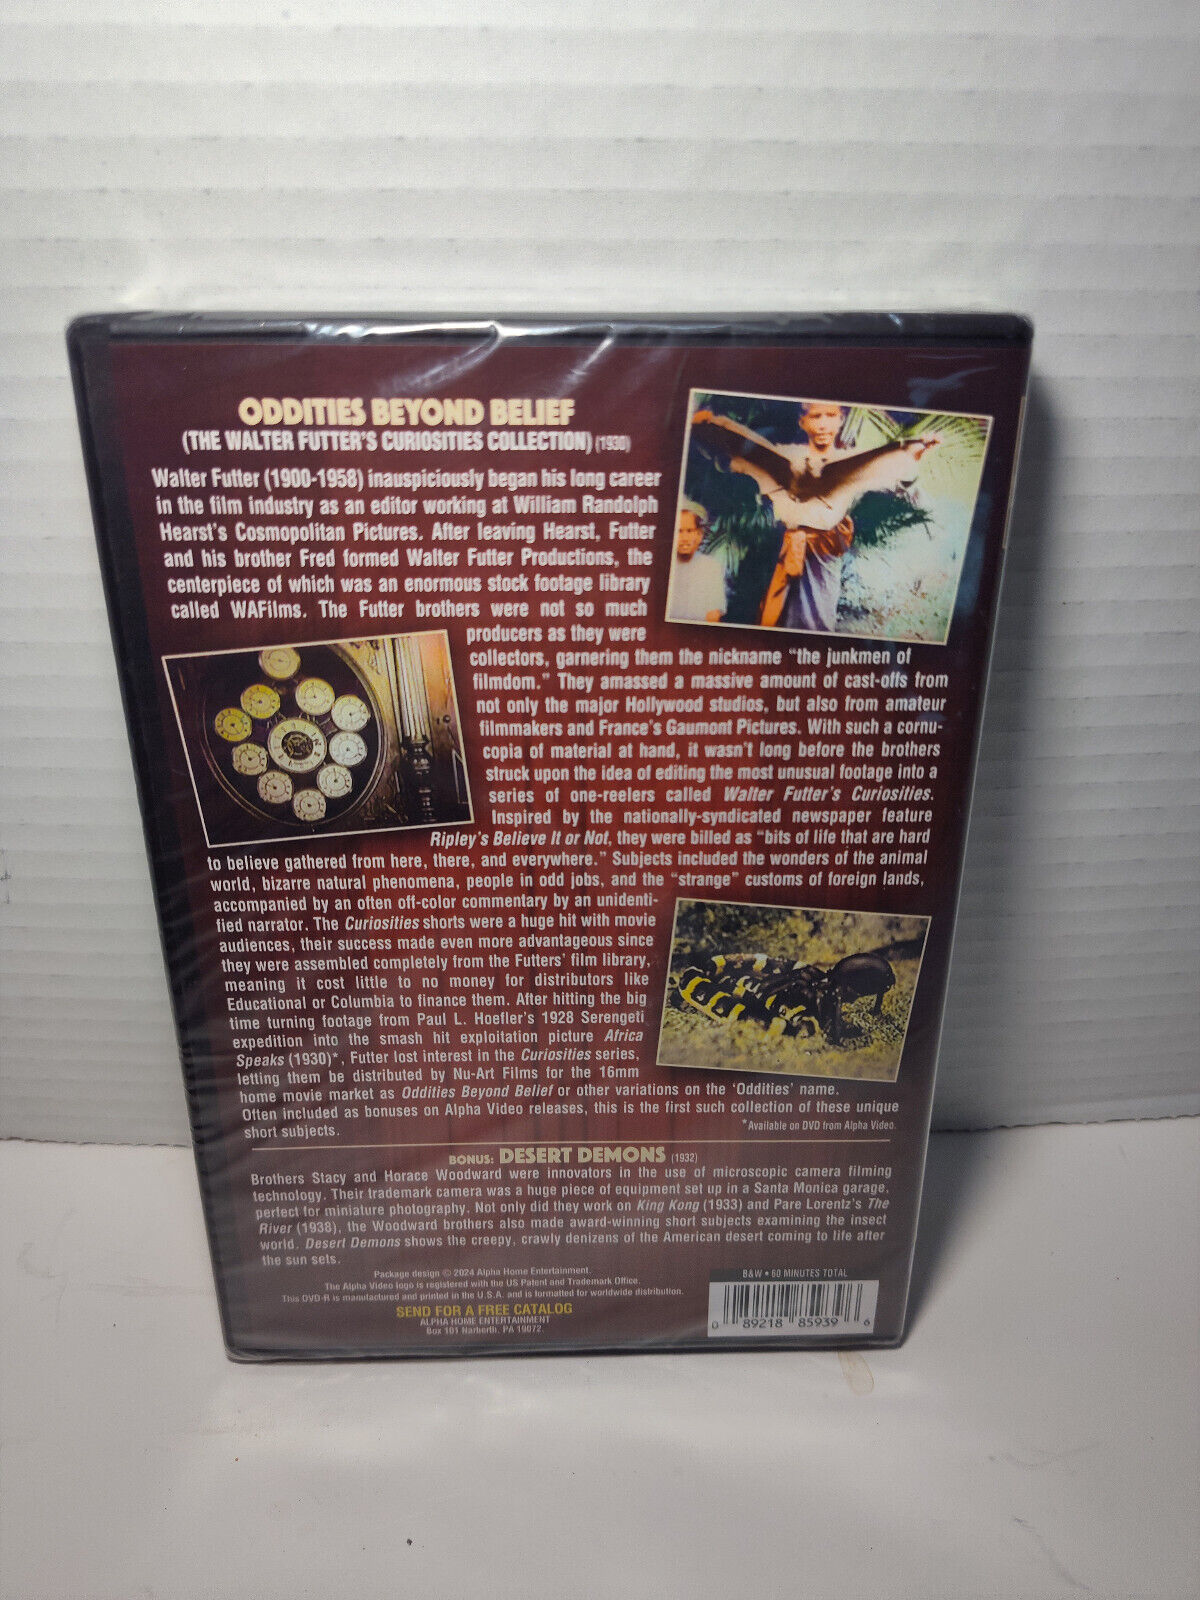 ODDITIES BEYOND BELIEF
(THE WALTER FUTTER'S CURIOSITIES COLLECTION) (1930)
Walter Futter (1900-1958) inauspiciously began his long career
in the film industry as an editor working at William Randolph
Hearst's Cosmopolitan Pictures. After leaving Hearst, Futter
and his brother Fred formed Walter Futter Productions, the
centerpiece of which was an enormous stock footage library
called WAFilms. The Futter brothers were not so much
producers as they were
collectors, garnering them the nickname "the junkmen of
filmdom." They amassed a massive amount of cast-offs from
not only the major Hollywood studios, but also from amateur
filmmakers and France's Gaumont Pictures. With such a cornu-
copia of material at hand, it wasn't long before the brothers
struck upon the idea of editing the most unusual footage into a
series of one-reelers called Walter Futter's Curiosities.
Inspired by the nationally-syndicated newspaper feature
Ripley's Believe It or Not, they were billed as "bits of life that are hard
to believe gathered from here, there, and everywhere." Subjects included the wonders of the animal
world, bizarre natural phenomena, people in odd jobs, and the "strange" customs of foreign lands,
accompanied by an often off-color commentary by an unidenti-
fied narrator. The Curiosities shorts were a huge hit with movie
audiences, their success made even more advantageous since
they were assembled completely from the Futters' film library,
meaning it cost little to no money for distributors like
Educational or Columbia to finance them. After hitting the big
time turning footage from Paul L. Hoefler's 1928 Serengeti
expedition into the smash hit exploitation picture Africa
Speaks (1930)*, Futter lost interest in the Curiosities series,
letting them be distributed by Nu-Art Films for the 16mm
home movie market as Oddities Beyond Belief or other variations on the 'Oddities' name.
Often included as bonuses on Alpha Video releases, this is the first such collection of these unique
short subjects.
*Available on DVD from Alpha Video.
BONUS: DESERT DEMONS (1932)
Brothers Stacy and Horace Woodward were innovators in the use of microscopic camera filming
technology. Their trademark camera was a huge piece of equipment set up in a Santa Monica garage,
perfect for miniature photography. Not only did they work on King Kong (1933) and Pare Lorentz's The
River (1938), the Woodward brothers also made award-winning short subjects examining the insect
world. Desert Demons shows the creepy, crawly denizens of the American desert coming to life after
the sun sets.
Package design © 2024 Alpha Home Entertainment.
The Alpha Video logo is registered with the US Patent and Trademark Office.
This DVD-R is manufactured and printed in the U.S.A. and is formatted for worldwide distribution.
SEND FOR A FREE CATALOG
ALPHA HOME ENTERTAINMENT
Box 101 Narberth, PA 19072.
B&W • 60 MINUTES TOTAL
0 89218 85939 6